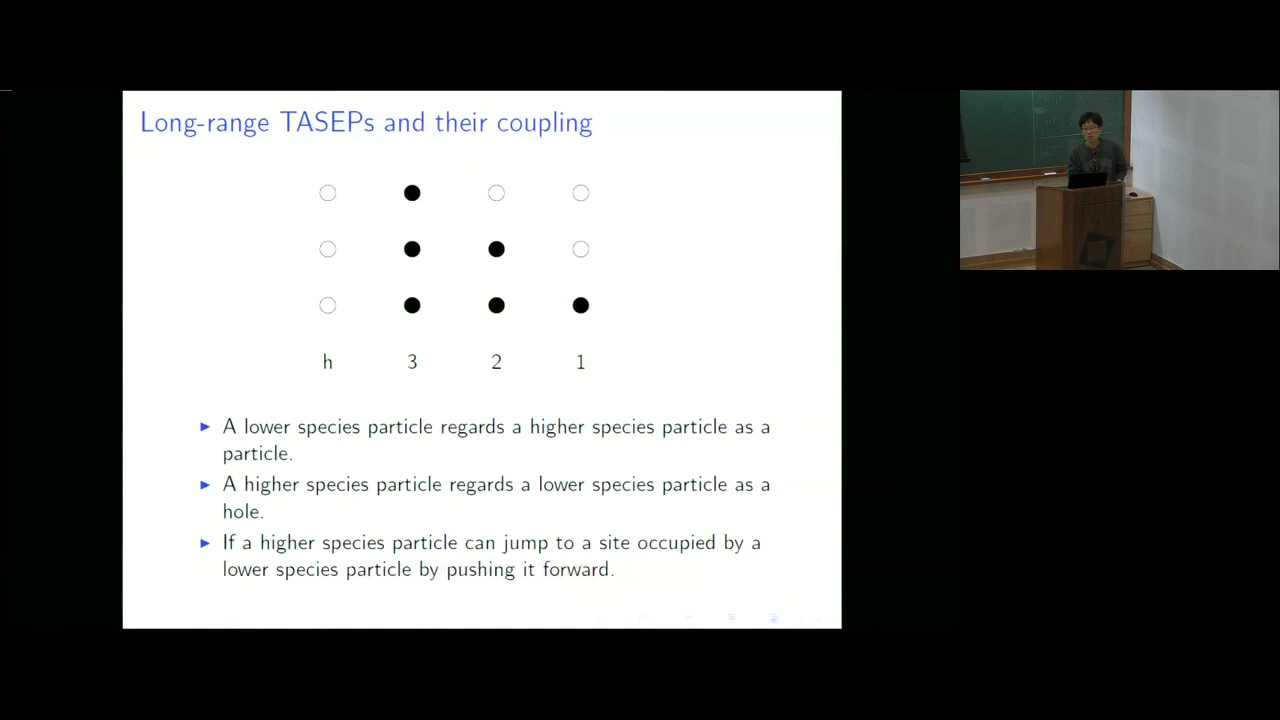 Long-range TASEPs and their coupling
h 3 2 1
▶ A lower species particle regards a higher species particle as a
particle.
▶ A higher species particle regards a lower species particle as a
hole.
▶ If a higher species particle can jump to a site occupied by a
lower species particle by pushing it forward.